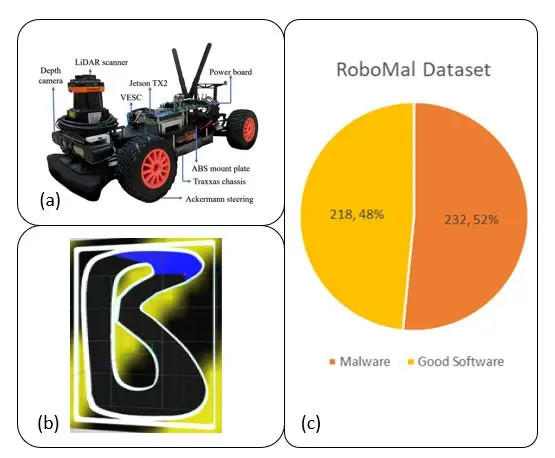 LiDAR scanner
Depth
camera
Jetson TX2
VESC
Power board
ABS mount plate
Traxxas chassis
Ackermann steering
(a)
(b)
RoboMal Dataset
218, 48%
232, 52%
Malware
Good Software
(c)